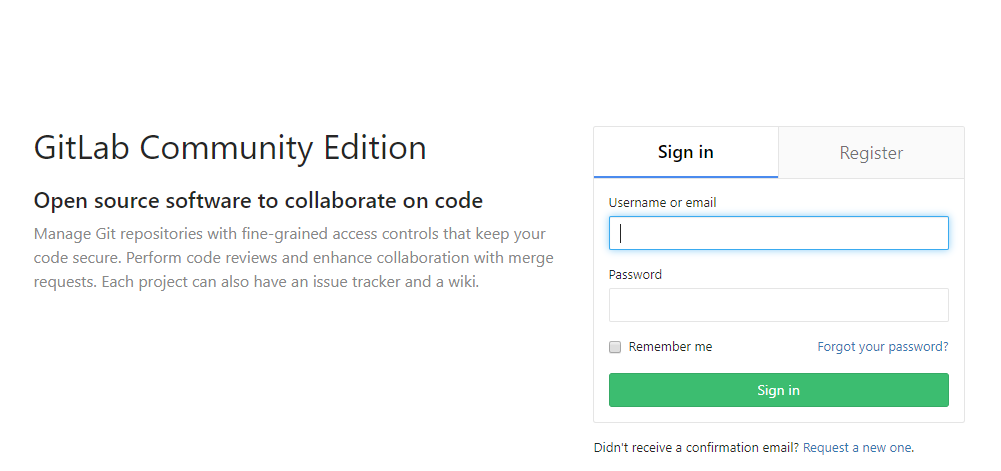 GitLab Community Edition
Open source software to collaborate on code
Manage Git repositories with fine-grained access controls that keep your
code secure. Perform code reviews and enhance collaboration with merge
requests. Each project can also have an issue tracker and a wiki.
Sign in
Register
Username or email
Password
Remember me
Forgot your password?
Sign in
Didn't receive a confirmation email? Request a new one.